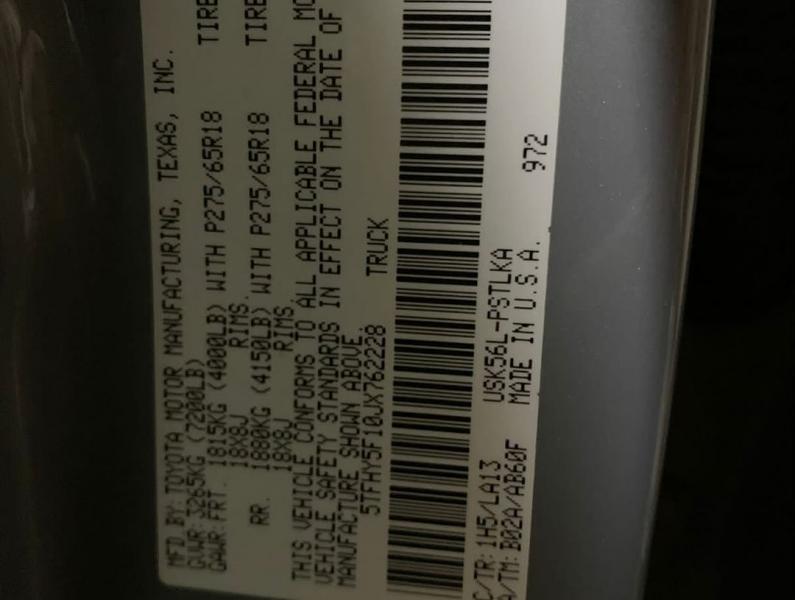 MFD BY: TOYOTA MOTOR MANUFACTURING, TEXAS, INC.
GVWR: 3265KG (7200LB)
GAWR: FRT. 1815KG (4000LB) WITH P275/65R18 TIRE
18X8J RIMS.
RR. 1880KG (4150LB) WITH P275/65R18 TIRE
18X8J RIMS.
THIS VEHICLE CONFORMS TO ALL APPLICABLE FEDERAL MO
VEHICLE SAFETY STANDARDS IN EFFECT ON THE DATE OF
MANUFACTURE SHOWN ABOVE.
5TFHY5F10JX762228 TRUCK
C/TR: 1H5/LA13 USK56L-PSTLKA
A/TM: B02A/AB60F MADE IN U.S.A. 972